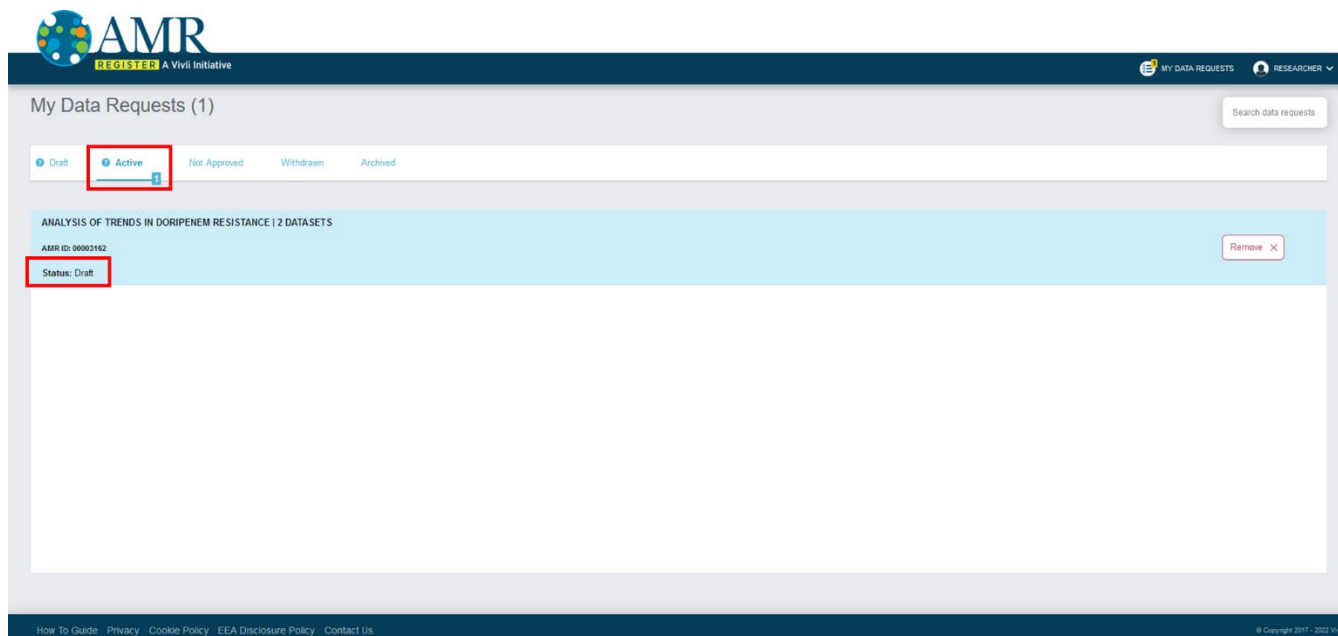 AMR
REGISTER A Vivli Initiative
MY DATA REQUESTS
1
RESEARCHER
My Data Requests (1)
Search data requests
Draft Active Not Approved Withdrawn Archived
1
ANALYSIS OF TRENDS IN DORIPENEM RESISTANCE | 2 DATASETS
AMR ID: 00003162
Remove
Status: Draft
How To Guide Privacy Cookie Policy EEA Disclosure Policy Contact Us
© Copyright 2017 - 2022